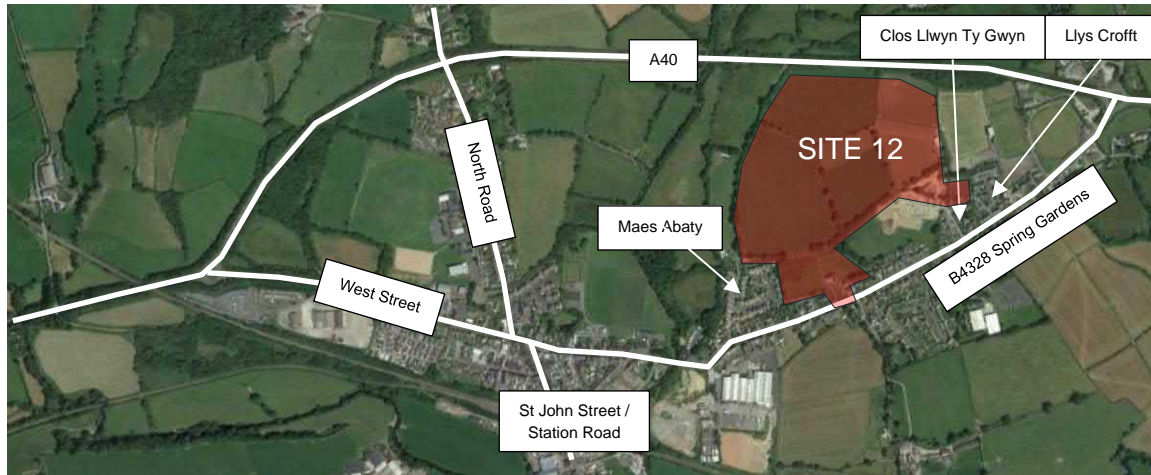 Clos Llwyn Ty Gwyn
Llys Crofft
A40
SITE 12
North Road
Maes Abaty
B4328 Spring Gardens
West Street
St John Street /
Station Road